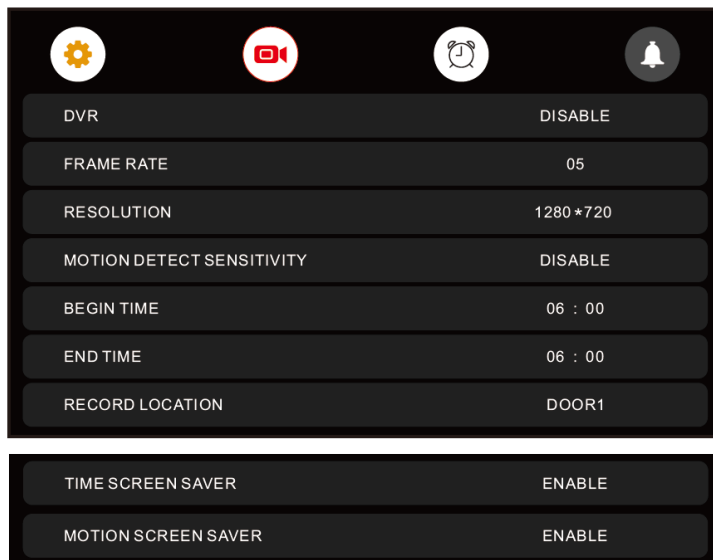 DVR DISABLE
FRAME RATE 05
RESOLUTION 1280*720
MOTION DETECT SENSITIVITY DISABLE
BEGIN TIME 06 : 00
END TIME 06 : 00
RECORD LOCATION DOOR1
TIME SCREEN SAVER ENABLE
MOTION SCREEN SAVER ENABLE